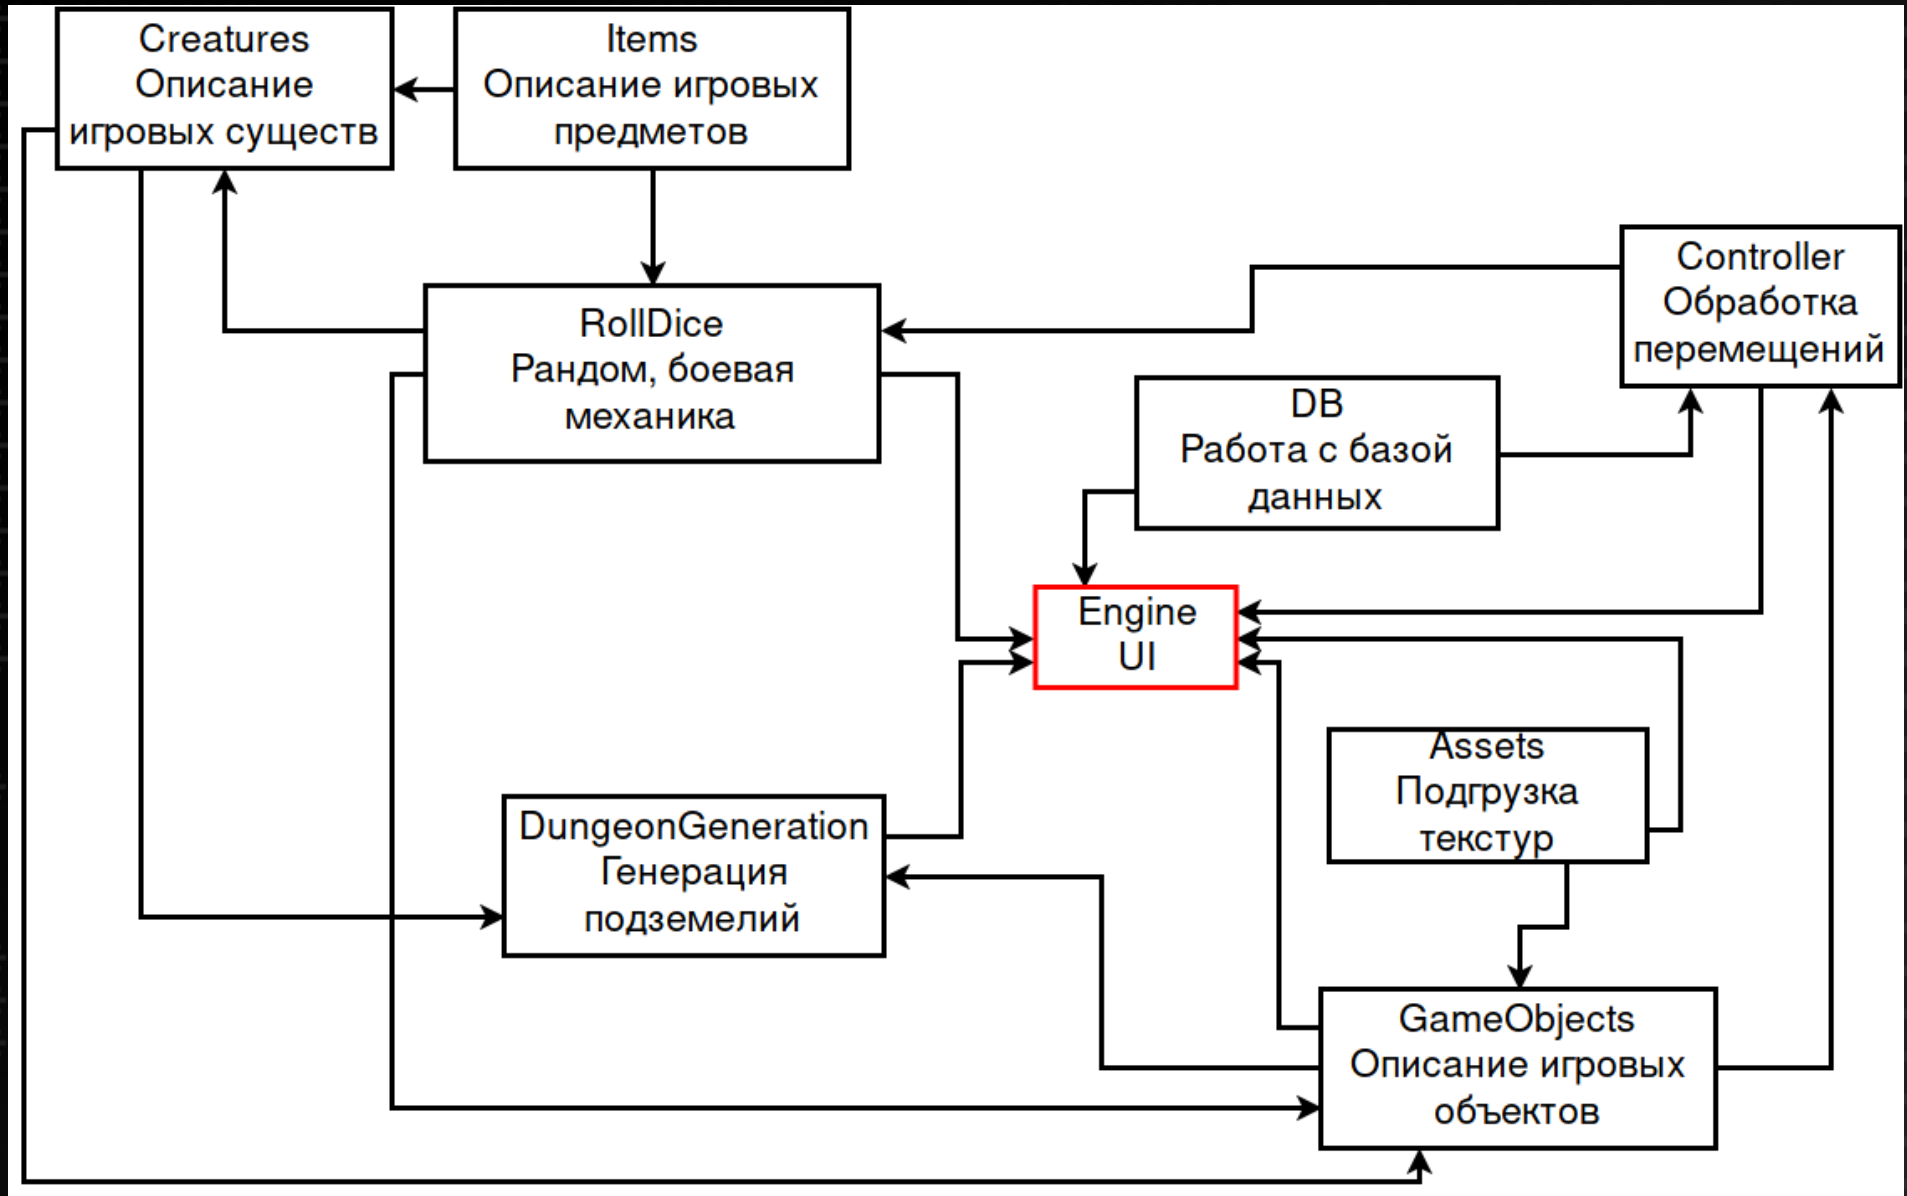 Creatures
Описание
игровых существ
Items
Описание игровых
предметов
RollDice
Рандом, боевая
механика
Controller
Обработка
перемещений
DB
Работа с базой
данных
Engine
UI
Assets
Подгрузка
текстур
DungeonGeneration
Генерация
подземелий
GameObjects
Описание игровых
объектов